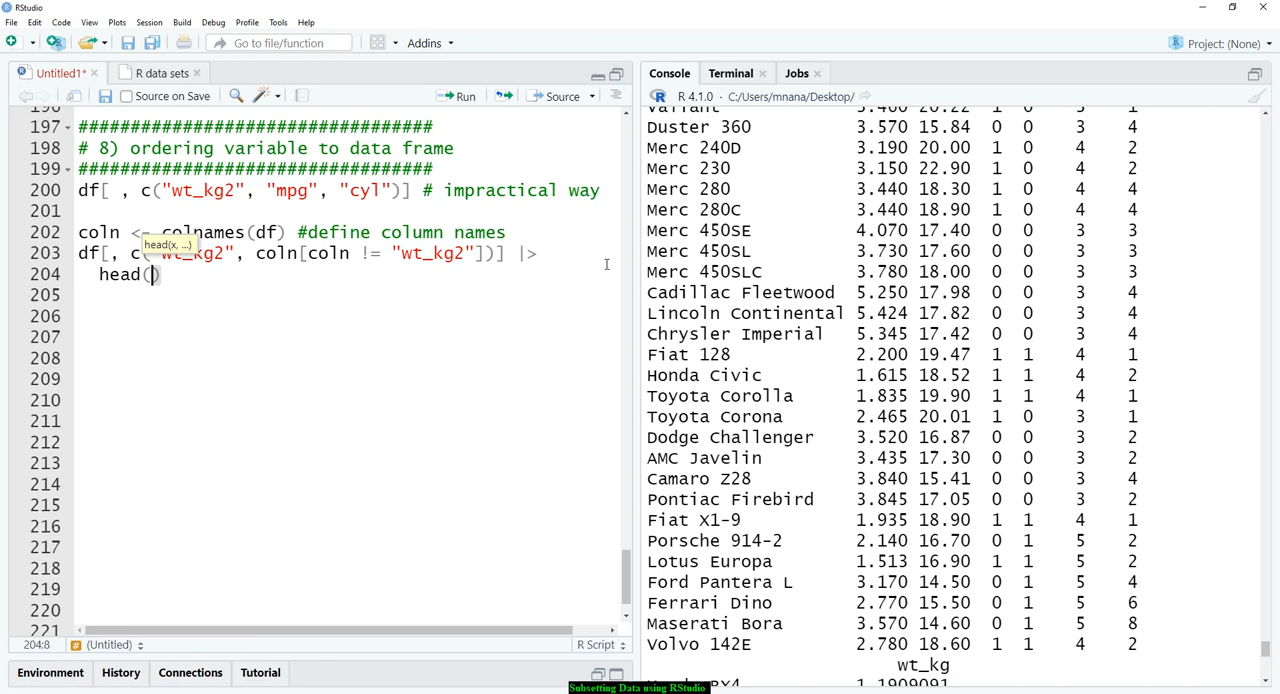 RStudio
File Edit Code View Plots Session Build Debug Profile Tools Help
Go to file/function Addins Project: (None)
Untitled1* R data sets
Source on Save Run Source
196
197 ##################################
198 # 8) ordering variable to data frame
199 ##################################
200 df[ , c("wt_kg2", "mpg", "cyl")] # impractical way
201
202 coln <- colnames(df) #define column names
head(x, ...)
203 df[, c("wt_kg2", coln[coln != "wt_kg2"])] |>
204 head()
205
206
207
208
209
210
211
212
213
214
215
216
217
218
219
220
221
204:8 (Untitled) R Script
Environment History Connections Tutorial
Console Terminal Jobs
R 4.1.0 · C:/Users/mnana/Desktop/
Valiant 3.460 20.22 1 0 3 1
Duster 360 3.570 15.84 0 0 3 4
Merc 240D 3.190 20.00 1 0 4 2
Merc 230 3.150 22.90 1 0 4 2
Merc 280 3.440 18.30 1 0 4 4
Merc 280C 3.440 18.90 1 0 4 4
Merc 450SE 4.070 17.40 0 0 3 3
Merc 450SL 3.730 17.60 0 0 3 3
Merc 450SLC 3.780 18.00 0 0 3 3
Cadillac Fleetwood 5.250 17.98 0 0 3 4
Lincoln Continental 5.424 17.82 0 0 3 4
Chrysler Imperial 5.345 17.42 0 0 3 4
Fiat 128 2.200 19.47 1 1 4 1
Honda Civic 1.615 18.52 1 1 4 2
Toyota Corolla 1.835 19.90 1 1 4 1
Toyota Corona 2.465 20.01 1 0 3 1
Dodge Challenger 3.520 16.87 0 0 3 2
AMC Javelin 3.435 17.30 0 0 3 2
Camaro Z28 3.840 15.41 0 0 3 4
Pontiac Firebird 3.845 17.05 0 0 3 2
Fiat X1-9 1.935 18.90 1 1 4 1
Porsche 914-2 2.140 16.70 0 1 5 2
Lotus Europa 1.513 16.90 1 1 5 2
Ford Pantera L 3.170 14.50 0 1 5 4
Ferrari Dino 2.770 15.50 0 1 5 6
Maserati Bora 3.570 14.60 0 1 5 8
Volvo 142E 2.780 18.60 1 1 4 2
wt_kg
1.1909091
Subsetting Data using RStudio